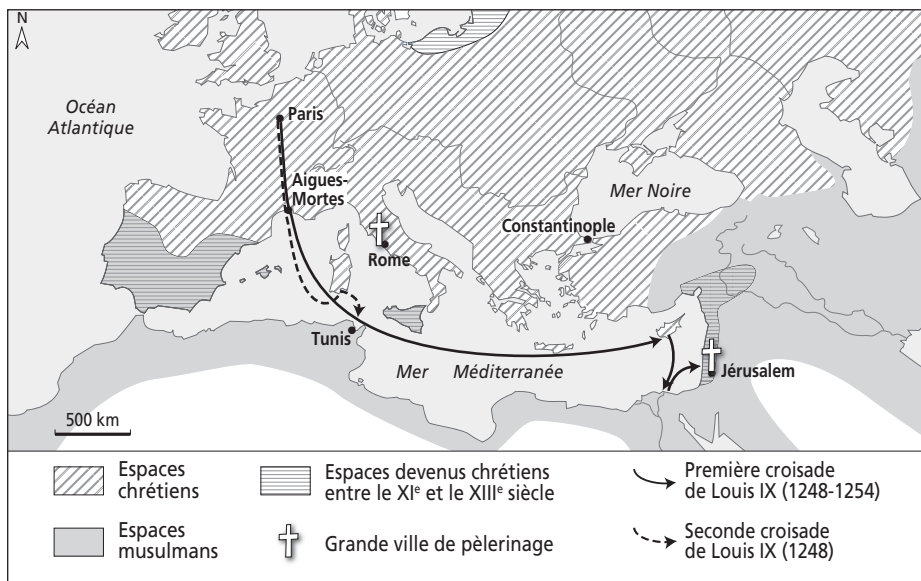 N
Océan
Atlantique
Paris
Aigues-
Mortes
Mer Noire
Constantinople
Rome
Tunis
Mer Méditerranée
Jérusalem
500 km
Espaces
chrétiens
Espaces devenus chrétiens
entre le XIe et le XIIIe siècle
Première croisade
de Louis IX (1248-1254)
Espaces
musulmans
Grande ville de pèlerinage
Seconde croisade
de Louis IX (1248)